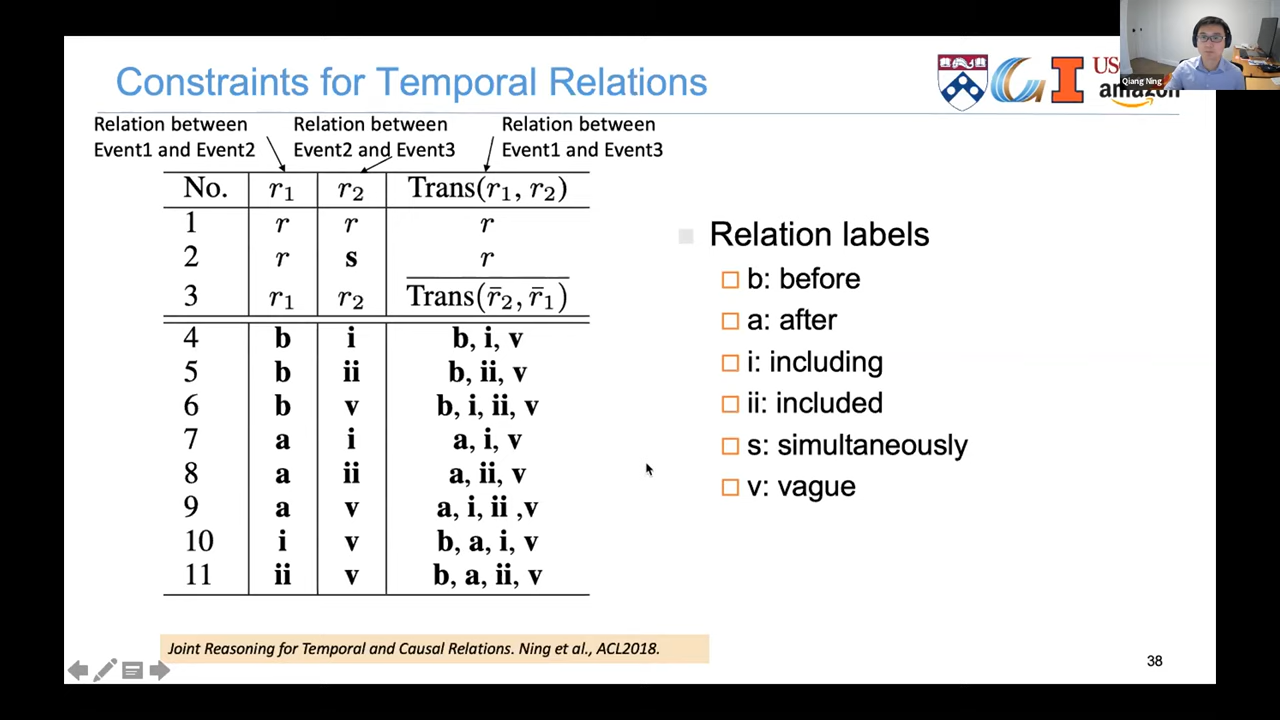 Constraints for Temporal Relations
US
amazon
Qiang Ning
Relation between Event1 and Event2
Relation between Event2 and Event3
Relation between Event1 and Event3
No. r1 r2 Trans(r1, r2)
1 r r r
2 r s r
3 r1 r2 Trans(r̄2, r̄1)
4 b i b, i, v
5 b ii b, ii, v
6 b v b, i, ii, v
7 a i a, i, v
8 a ii a, ii, v
9 a v a, i, ii ,v
10 i v b, a, i, v
11 ii v b, a, ii, v
Relation labels
b: before
a: after
i: including
ii: included
s: simultaneously
v: vague
Joint Reasoning for Temporal and Causal Relations. Ning et al., ACL2018.
38